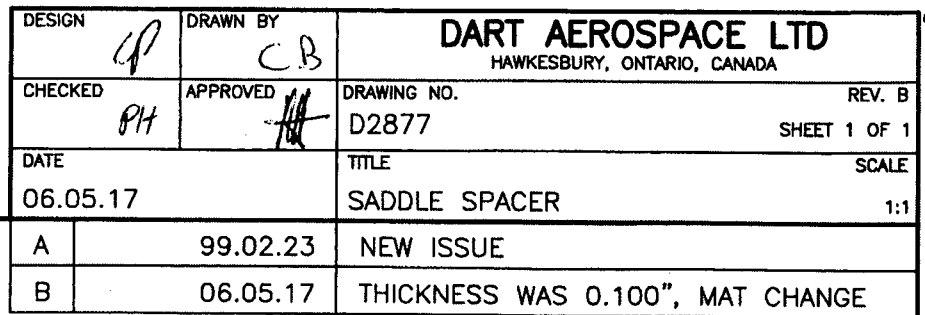 DESIGN
CP
DRAWN BY
C.B
DART AEROSPACE LTD
HAWKESBURY, ONTARIO, CANADA
CHECKED
PH
APPROVED
DRAWING NO.
D2877
REV. B
SHEET 1 OF 1
DATE
06.05.17
TITLE
SADDLE SPACER
SCALE
1:1
A 99.02.23 NEW ISSUE
B 06.05.17 THICKNESS WAS 0.100", MAT CHANGE